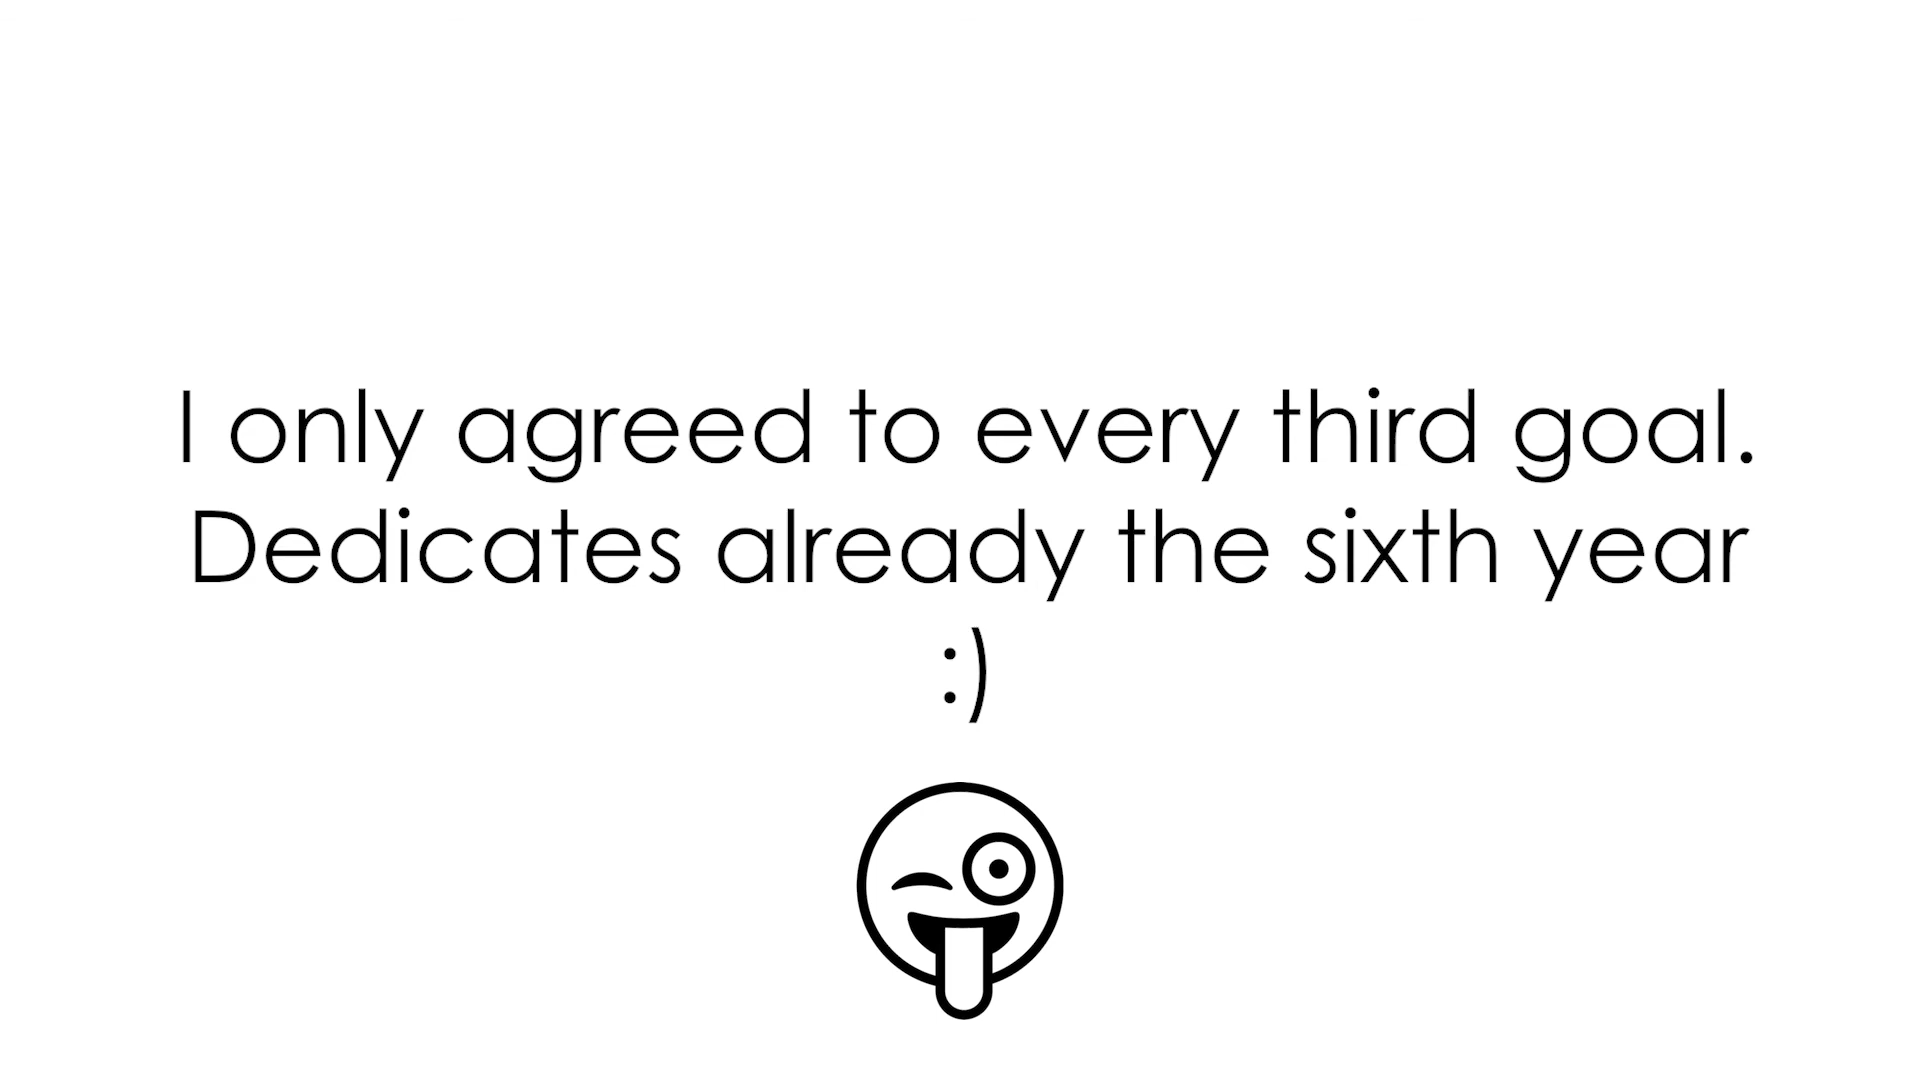 I only agreed to every third goal.
Dedicates already the sixth year
:)